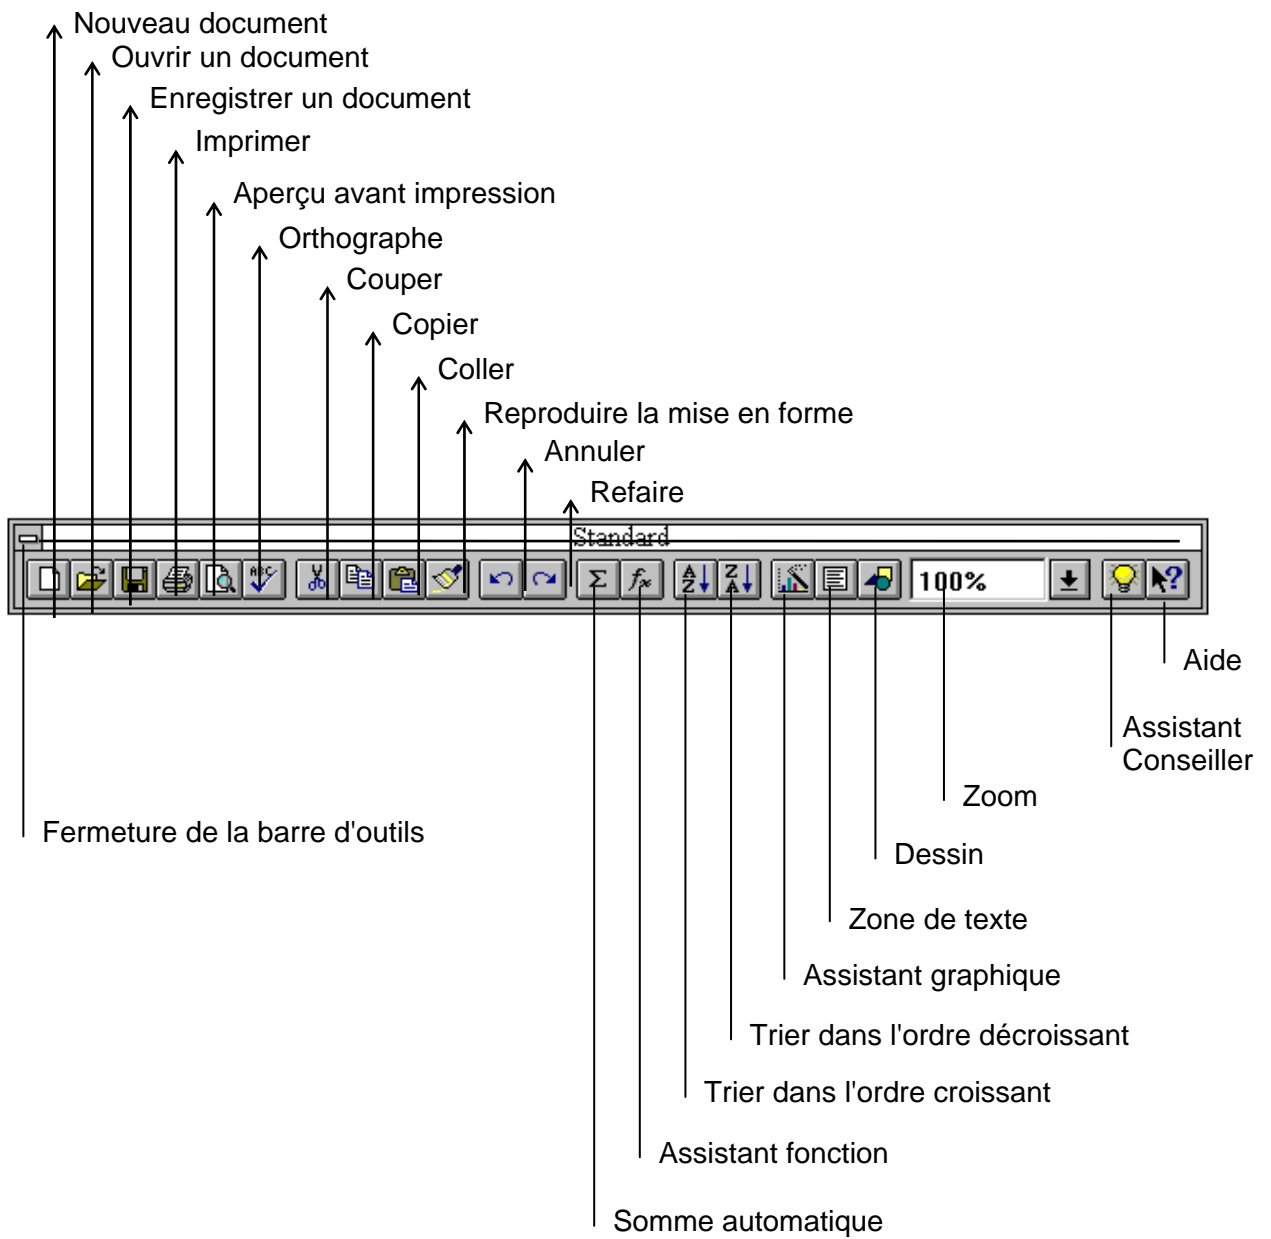 Nouveau document
Ouvrir un document
Enregistrer un document
Imprimer
Aperçu avant impression
Orthographe
Couper
Copier
Coller
Reproduire la mise en forme
Annuler
Refaire
Standard
ABC
Σ fx
A Z
Z A
100%
?
Aide
Assistant
Conseiller
Zoom
Fermeture de la barre d'outils
Dessin
Zone de texte
Assistant graphique
Trier dans l'ordre décroissant
Trier dans l'ordre croissant
Assistant fonction
Somme automatique